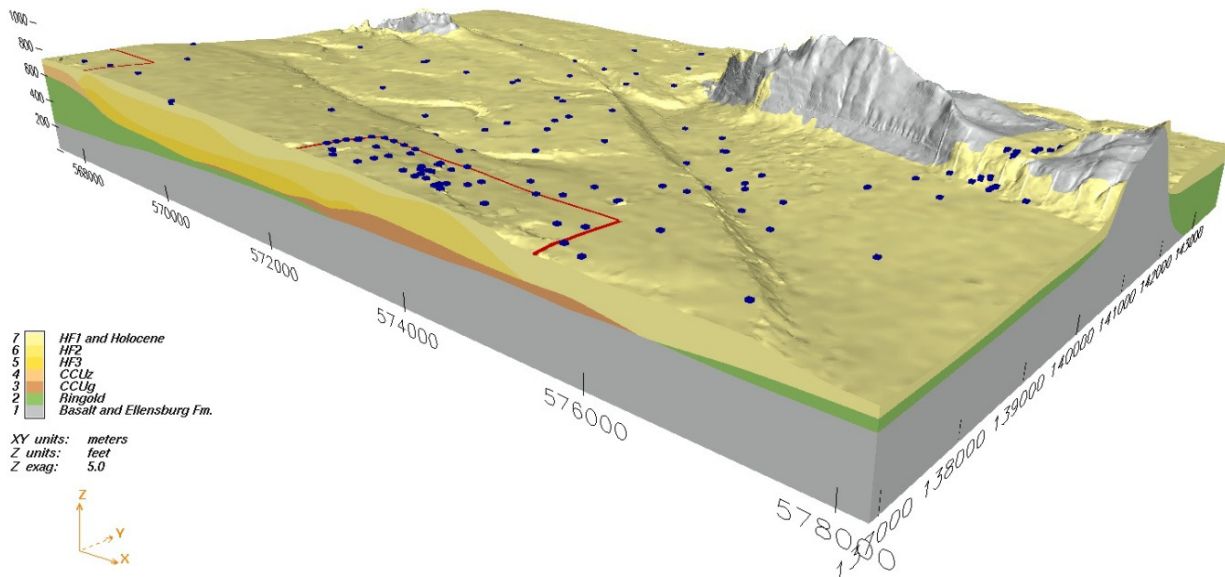 1000
800
600
400
200
568000
570000
572000
574000
576000
578000
137000
138000
139000
140000
141000
142000
143000
7 HF1 and Holocene
6 HF2
5 HF3
4 CCUz
3 CCUg
2 Ringold
1 Basalt and Ellensburg Fm.
XY units: meters
Z units: feet
Z exag: 5.0
Z
Y
X